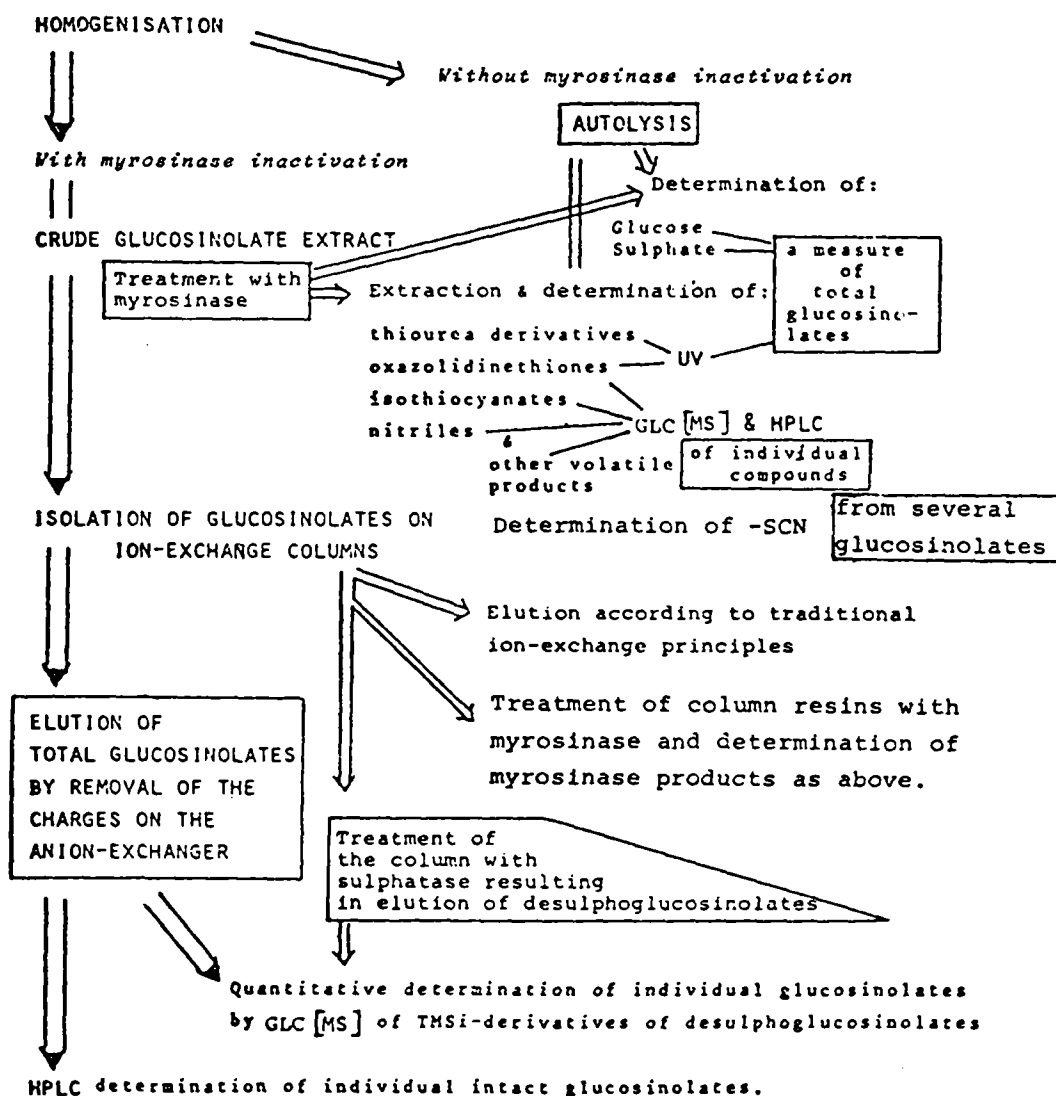 HOMOGENISATION
Without myrosinase inactivation
AUTOLYSIS
With myrosinase inactivation
Determination of:
Glucose
Sulphate
a measure
of
total
glucosino-
lates
CRUDE GLUCOSINOLATE EXTRACT
Treatment with
myrosinase
Extraction & determination of:
thiourea derivatives
oxazolidinethiones
UV
isothiocyanates
nitriles
GLC [MS] & HPLC
&
other volatile
products
of individual
compounds
Determination of -SCN
from several
glucosinolates
ISOLATION OF GLUCOSINOLATES ON
ION-EXCHANGE COLUMNS
Elution according to traditional
ion-exchange principles
Treatment of column resins with
myrosinase and determination of
myrosinase products as above.
ELUTION OF
TOTAL GLUCOSINOLATES
BY REMOVAL OF THE
CHARGES ON THE
ANION-EXCHANGER
Treatment of
the column with
sulphatase resulting
in elution of desulphoglucosinolates
Quantitative determination of individual glucosinolates
by GLC [MS] of TMSi-derivatives of desulphoglucosinolates
HPLC determination of individual intact glucosinolates.